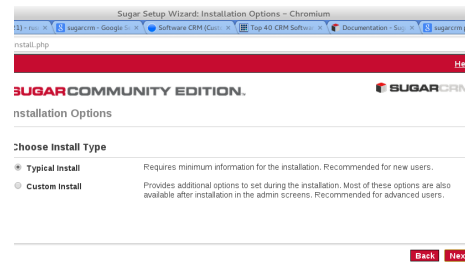 Sugar Setup Wizard: Installation Options - Chromium
sugarcrm - Google
Software CRM (Cust
Top 40 CRM Softwa
Documentation - Sug
sugarcrm p
nstall.php
He
SUGARCOMMUNITY EDITION.
SUGARCRM
nstallation Options
Choose Install Type
Typical Install
Requires minimum information for the installation. Recommended for new users.
Custom Install
Provides additional options to set during the installation. Most of these options are also
available after installation in the admin screens. Recommended for advanced users.
Back
Nex